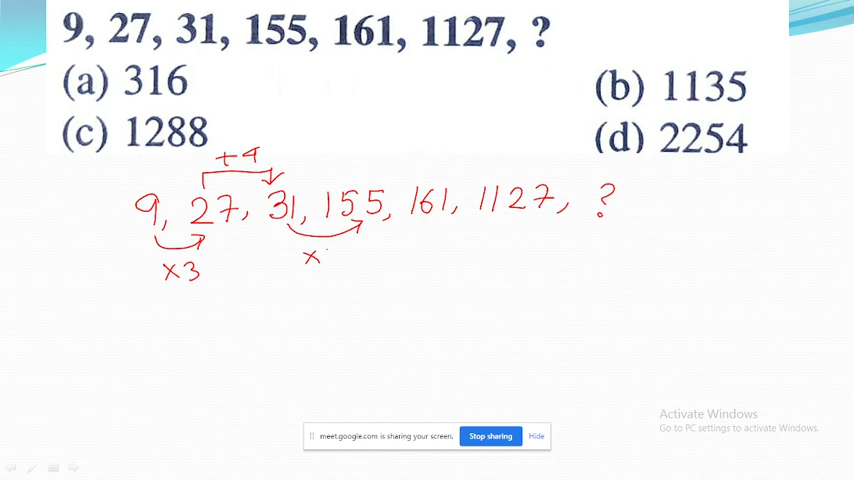 9, 27, 31, 155, 161, 1127, ?
(a) 316 (b) 1135
(c) 1288 (d) 2254
+4
9, 27, 31, 155, 161, 1127, ?
×3 ×
Activate Windows
Go to PC settings to activate Windows.
meet.google.com is sharing your screen. Stop sharing Hide